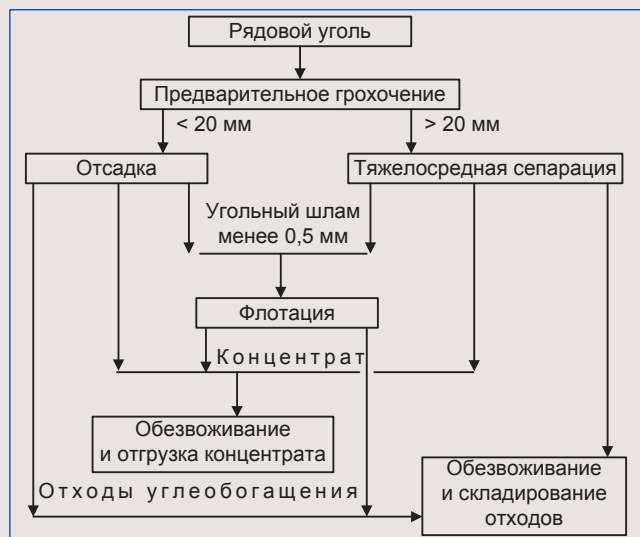 Рядовой уголь
Предварительное грохочение
< 20 мм
> 20 мм
Отсадка
Тяжелосредная сепарация
Угольный шлам
менее 0,5 мм
Флотация
Концентрат
Обезвоживание
и отгрузка концентрата
Обезвоживание
и складирование
отходов
Отходы углеобогащения